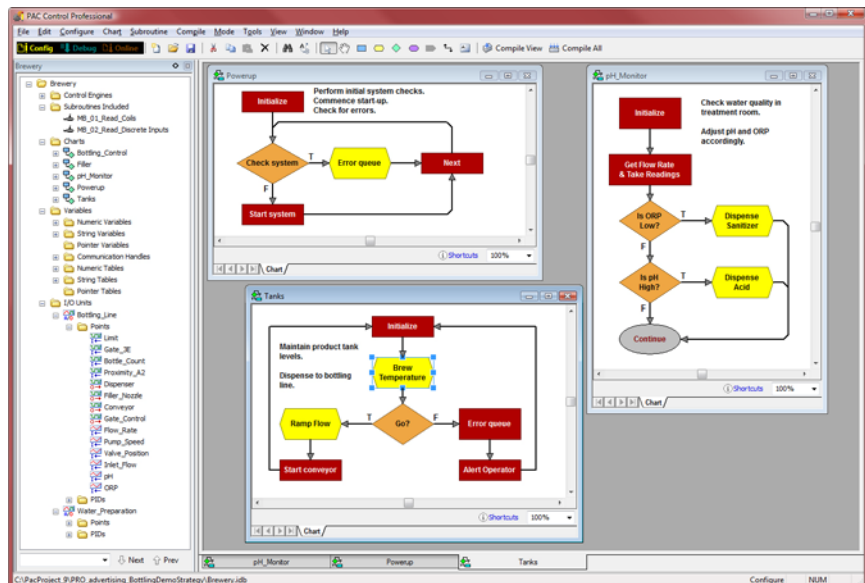 PAC Control Professional
File Edit Configure Chart Subroutine Compile Mode Tools View Window Help
Config Debug Online Compile View Compile All
Brewery
Brewery
Control Engines
Subroutines Included
MB_01_Read_Coils
MB_02_Read_Discrete Inputs
Charts
Bottling_Control
Filler
pH_Monitor
Powerup
Tanks
Variables
Numeric Variables
String Variables
Pointer Variables
Communication Handles
Numeric Tables
String Tables
Pointer Tables
I/O Units
Bottling_Line
Points
Limit
Gate_3E
Bottle_Count
Proximity_A2
Dispenser
Filler_Nozzle
Conveyor
Gate_Control
Flow_Rate
Pump_Speed
Valve_Position
Inlet_Flow
pH
ORP
PIDs
Water_Preparation
Points
PIDs
Next Prev
Powerup
Initialize
Perform initial system checks.
Commence start-up.
Check for errors.
Check system
T
Error queue
Next
F
Start system
Shortcuts 100%
Chart
Tanks
Initialize
Maintain product tank
levels.
Dispense to bottling
line.
Brew
Temperature
Ramp Flow
T
Go?
F
Error queue
Start conveyor
Alert Operator
Shortcuts 100%
Chart
pH_Monitor
Initialize
Check water quality in
treatment room.
Adjust pH and ORP
accordingly.
Get Flow Rate
& Take Readings
Is ORP
Low?
T
Dispense
Sanitizer
F
Is pH
High?
T
Dispense
Acid
F
Continue
Shortcuts 100%
Chart
pH_Monitor Powerup Tanks
C:\PacProject_9\PRO_advertising_BottlingDemoStrategy\Brewery.idb Configure NUM